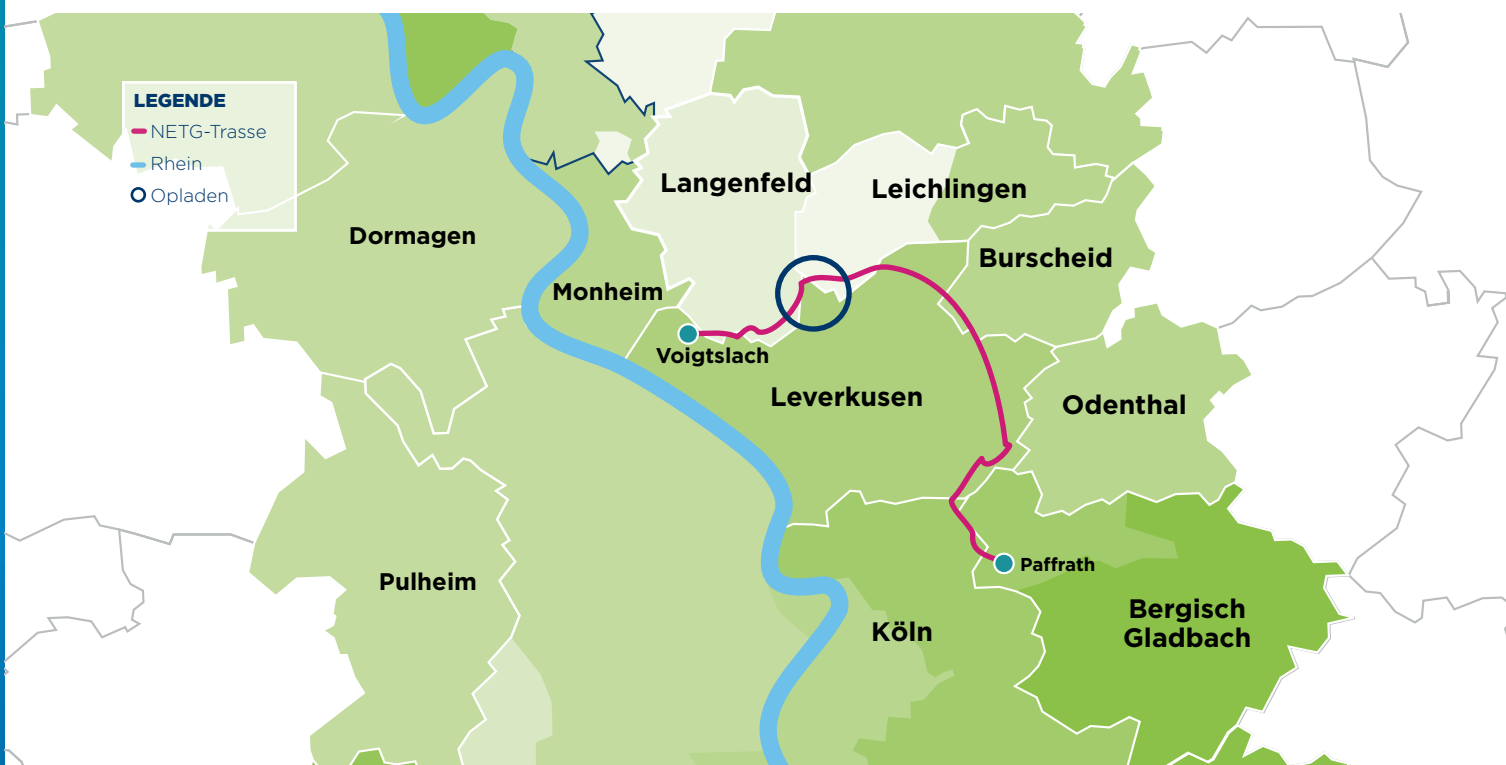 LEGENDE
NETG-Trasse
Rhein
Opladen
Langenfeld
Leichlingen
Dormagen
Burscheid
Monheim
Voigtslach
Leverkusen
Odenthal
Paffrath
Pulheim
Köln
Bergisch
Gladbach